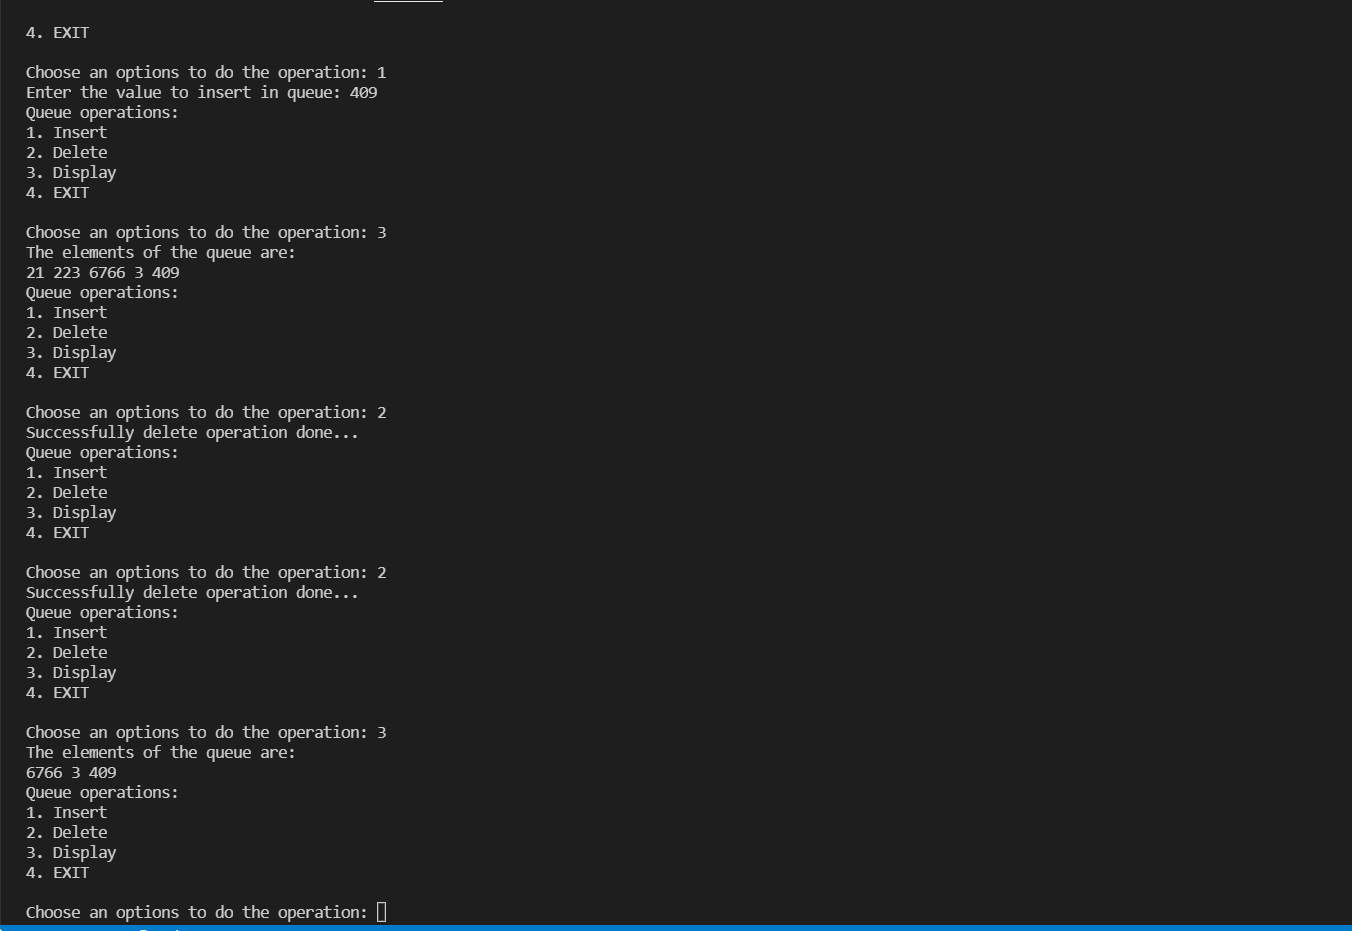 4. EXIT
Choose an options to do the operation: 1
Enter the value to insert in queue: 409
Queue operations:
1. Insert
2. Delete
3. Display
4. EXIT
Choose an options to do the operation: 3
The elements of the queue are:
21 223 6766 3 409
Queue operations:
1. Insert
2. Delete
3. Display
4. EXIT
Choose an options to do the operation: 2
Successfully delete operation done...
Queue operations:
1. Insert
2. Delete
3. Display
4. EXIT
Choose an options to do the operation: 2
Successfully delete operation done...
Queue operations:
1. Insert
2. Delete
3. Display
4. EXIT
Choose an options to do the operation: 3
The elements of the queue are:
6766 3 409
Queue operations:
1. Insert
2. Delete
3. Display
4. EXIT
Choose an options to do the operation: